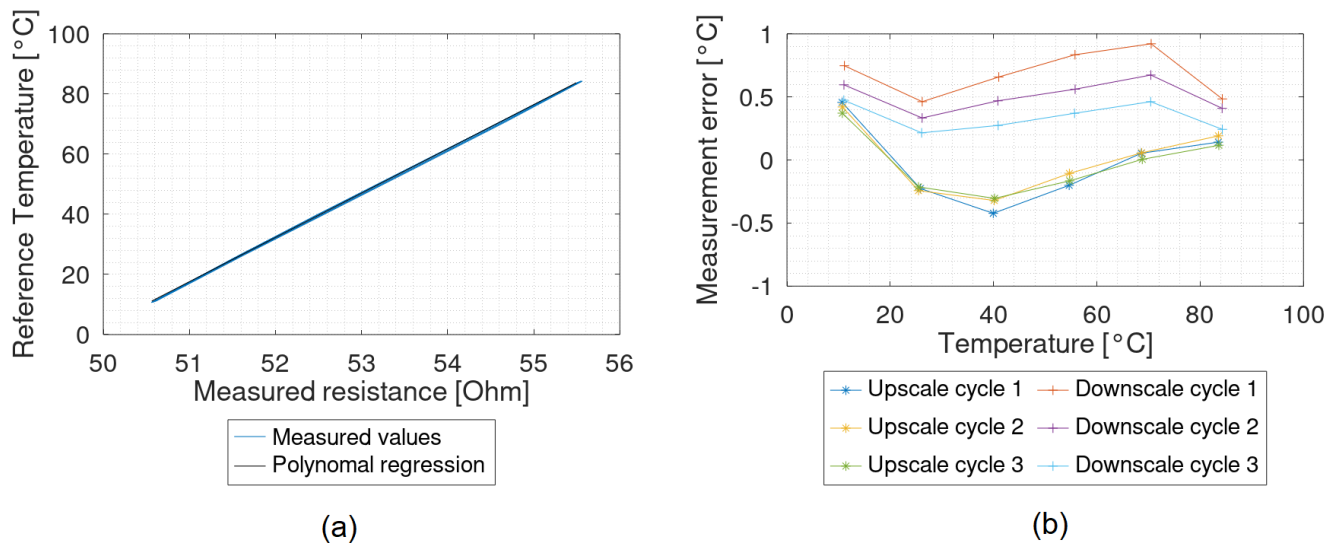 Reference Temperature [°C]
100
80
60
40
20
0
50 51 52 53 54 55 56
Measured resistance [Ohm]
Measured values
Polynomal regression
(a)
Measurement error [°C]
1
0.5
0
-0.5
-1
0 20 40 60 80 100
Temperature [°C]
Upscale cycle 1 Downscale cycle 1
Upscale cycle 2 Downscale cycle 2
Upscale cycle 3 Downscale cycle 3
(b)